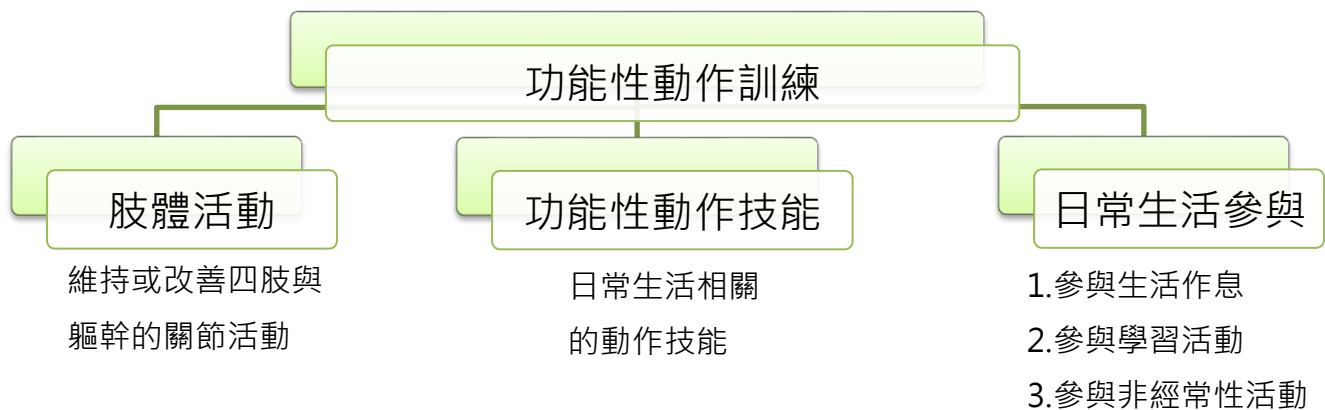 功能性動作訓練
肢體活動
維持或改善四肢與
軀幹的關節活動
功能性動作技能
日常生活相關
的動作技能
日常生活參與
1.參與生活作息
2.參與學習活動
3.參與非經常性活動